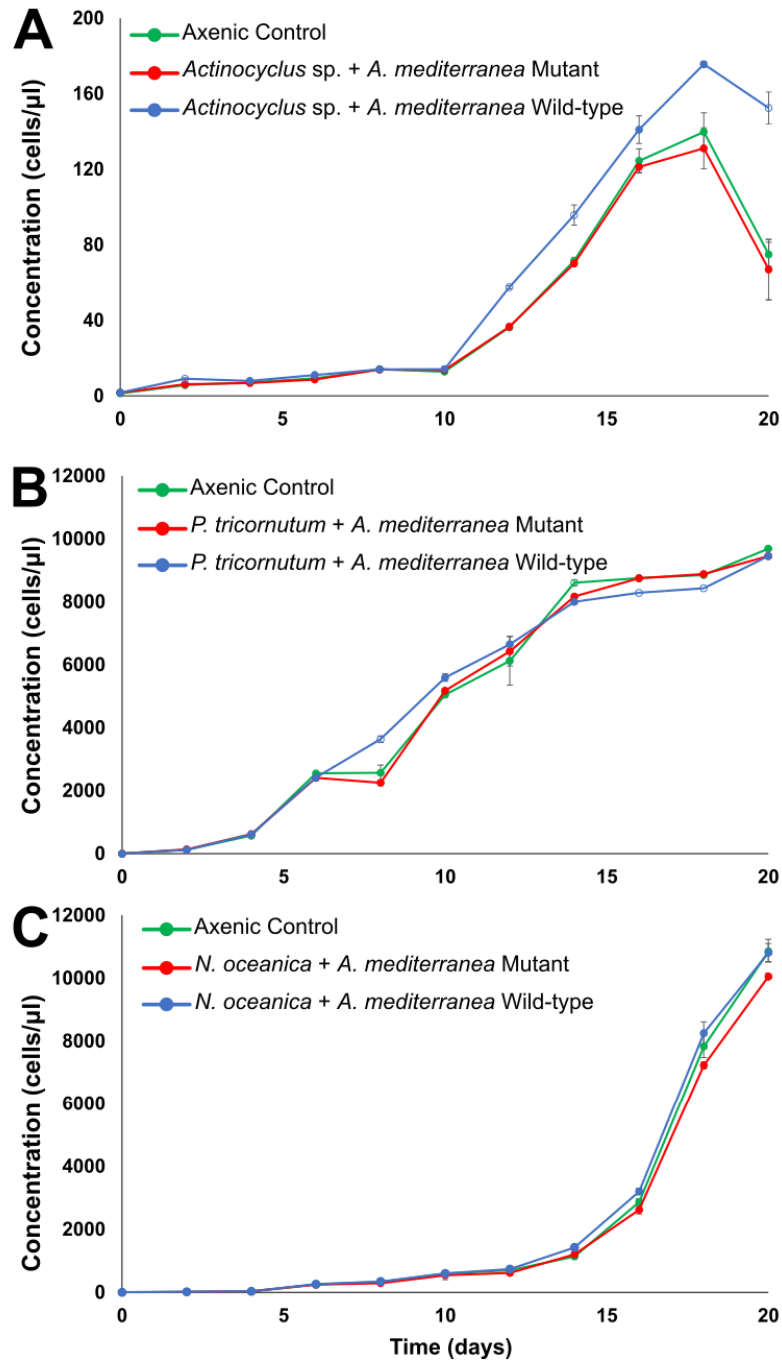 A
Concentration (cells/µl)
200
160
120
80
40
0
Axenic Control
Actinocyclus sp. + A. mediterranea Mutant
Actinocyclus sp. + A. mediterranea Wild-type
0 5 10 15 20
B
Concentration (cells/µl)
12000
10000
8000
6000
4000
2000
0
Axenic Control
P. tricornutum + A. mediterranea Mutant
P. tricornutum + A. mediterranea Wild-type
0 5 10 15 20
C
Concentration (cells/µl)
12000
10000
8000
6000
4000
2000
0
Axenic Control
N. oceanica + A. mediterranea Mutant
N. oceanica + A. mediterranea Wild-type
0 5 10 15 20
Time (days)